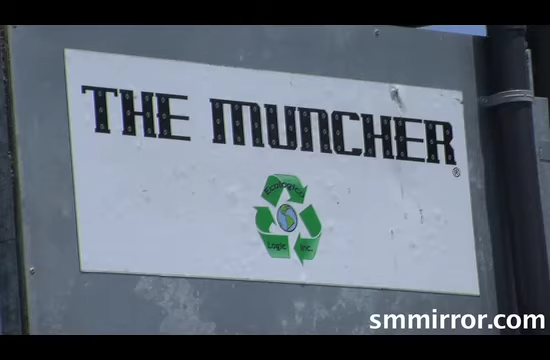 THE MUNCHER
®
Ecological
Logic Inc.
smmirror.com